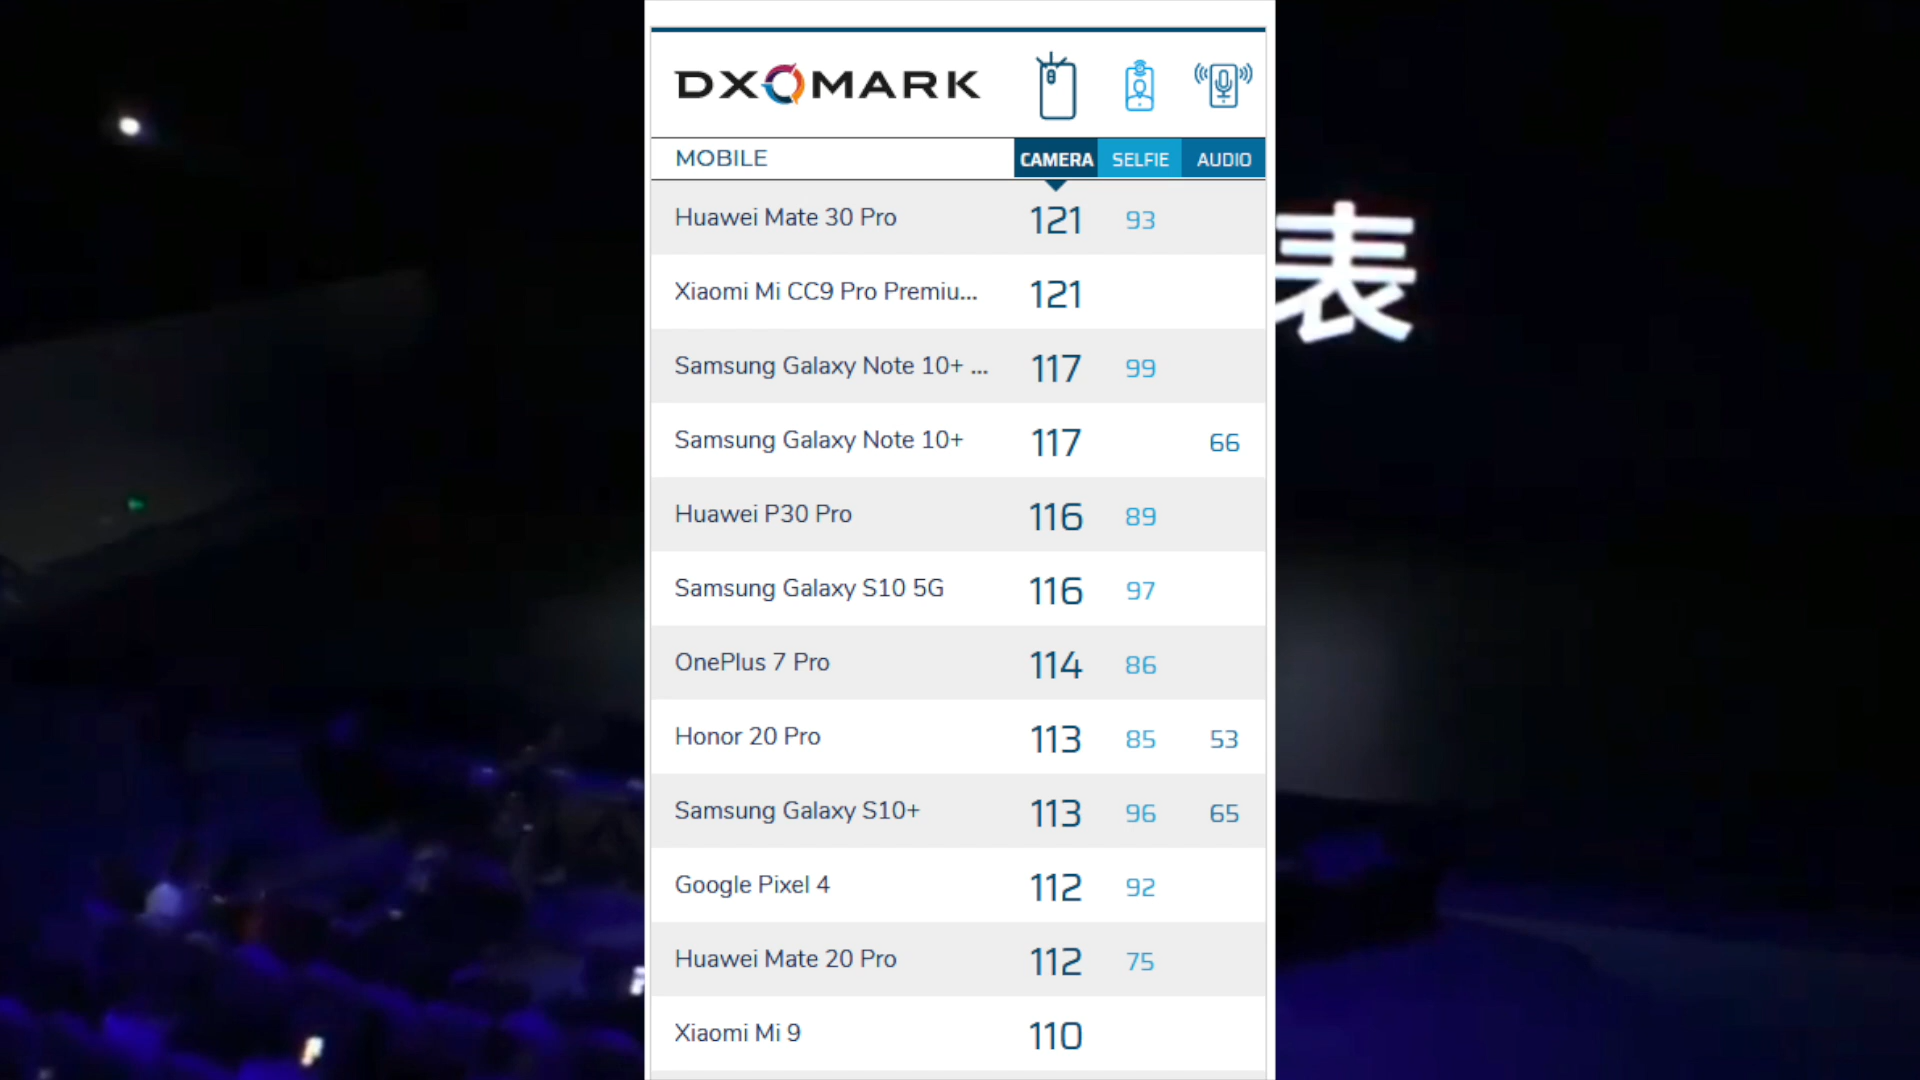 DXOMARK
MOBILE CAMERA SELFIE AUDIO
Huawei Mate 30 Pro 121 93
Xiaomi Mi CC9 Pro Premiu... 121
Samsung Galaxy Note 10+ ... 117 99
Samsung Galaxy Note 10+ 117 66
Huawei P30 Pro 116 89
Samsung Galaxy S10 5G 116 97
OnePlus 7 Pro 114 86
Honor 20 Pro 113 85 53
Samsung Galaxy S10+ 113 96 65
Google Pixel 4 112 92
Huawei Mate 20 Pro 112 75
Xiaomi Mi 9 110
表